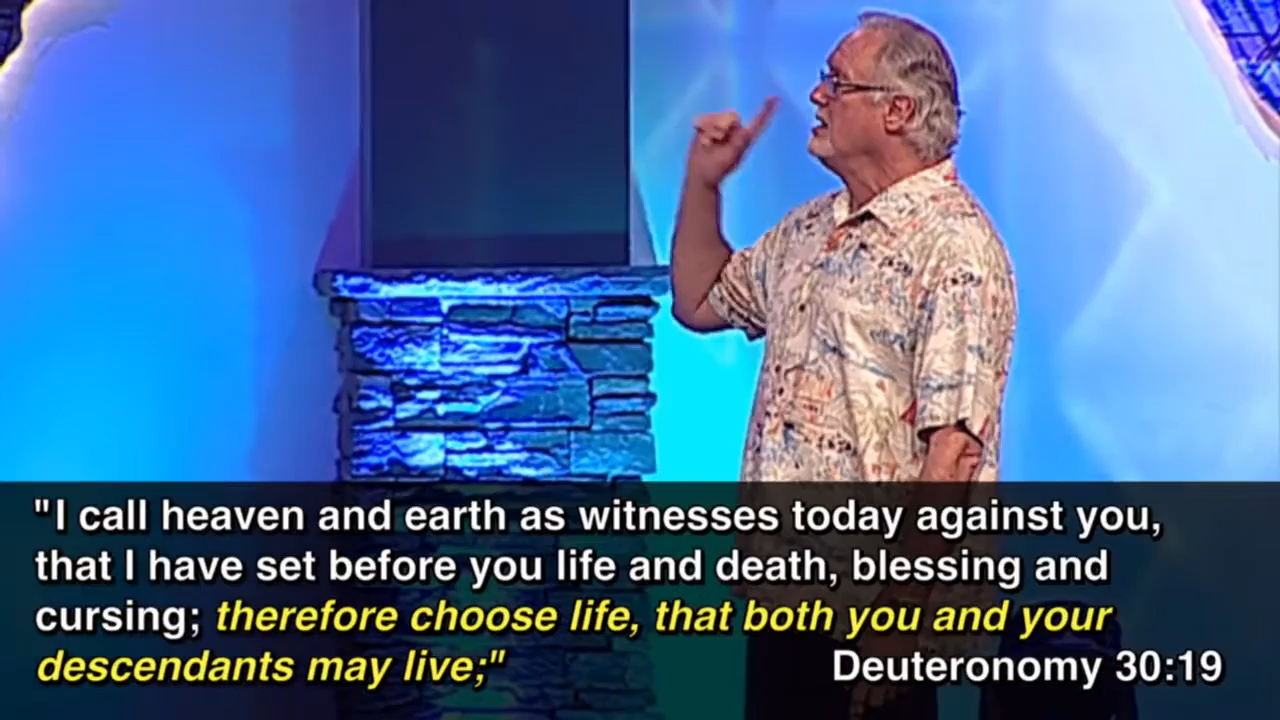 "I call heaven and earth as witnesses today against you,
that I have set before you life and death, blessing and
cursing; therefore choose life, that both you and your
descendants may live;"
Deuteronomy 30:19